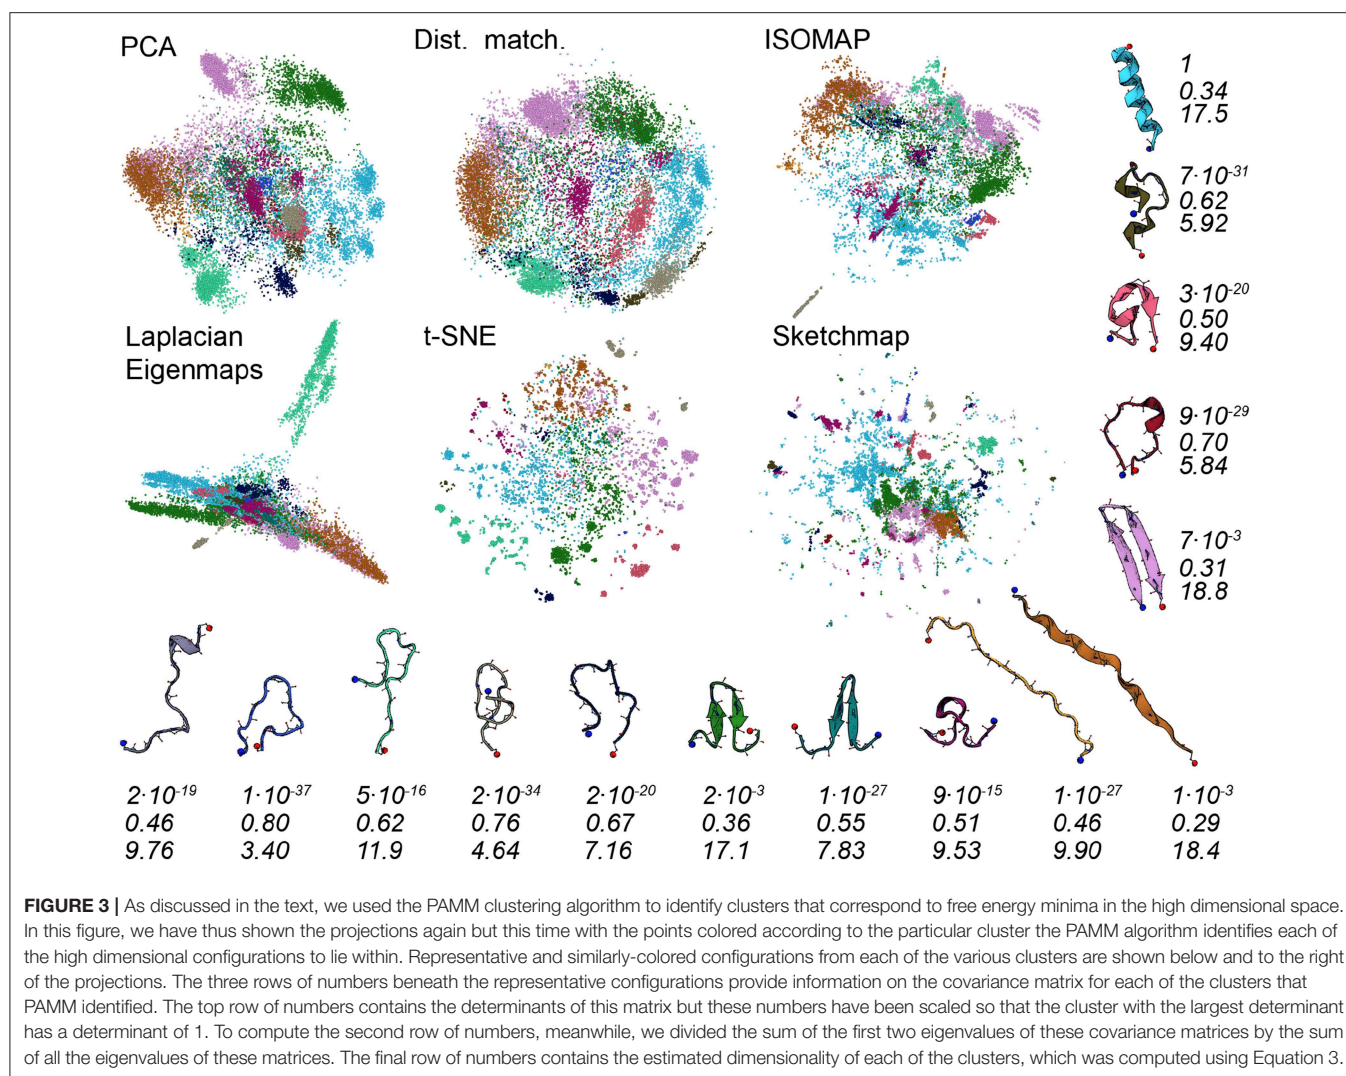 PCA
Dist. match.
ISOMAP
1
0.34
17.5
7·10⁻³¹
0.62
5.92
3·10⁻²⁰
0.50
9.40
Laplacian
Eigenmaps
t-SNE
Sketchmap
9·10⁻²⁹
0.70
5.84
7·10⁻³
0.31
18.8
2·10⁻¹⁹ 1·10⁻³⁷ 5·10⁻¹⁶ 2·10⁻³⁴ 2·10⁻²⁰ 2·10⁻³ 1·10⁻²⁷ 9·10⁻¹⁵ 1·10⁻²⁷ 1·10⁻³
0.46 0.80 0.62 0.76 0.67 0.36 0.55 0.51 0.46 0.29
9.76 3.40 11.9 4.64 7.16 17.1 7.83 9.53 9.90 18.4
FIGURE 3 | As discussed in the text, we used the PAMM clustering algorithm to identify clusters that correspond to free energy minima in the high dimensional space.
In this figure, we have thus shown the projections again but this time with the points colored according to the particular cluster the PAMM algorithm identifies each of
the high dimensional configurations to lie within. Representative and similarly-colored configurations from each of the various clusters are shown below and to the right
of the projections. The three rows of numbers beneath the representative configurations provide information on the covariance matrix for each of the clusters that
PAMM identified. The top row of numbers contains the determinants of this matrix but these numbers have been scaled so that the cluster with the largest determinant
has a determinant of 1. To compute the second row of numbers, meanwhile, we divided the sum of the first two eigenvalues of these covariance matrices by the sum
of all the eigenvalues of these matrices. The final row of numbers contains the estimated dimensionality of each of the clusters, which was computed using Equation 3.